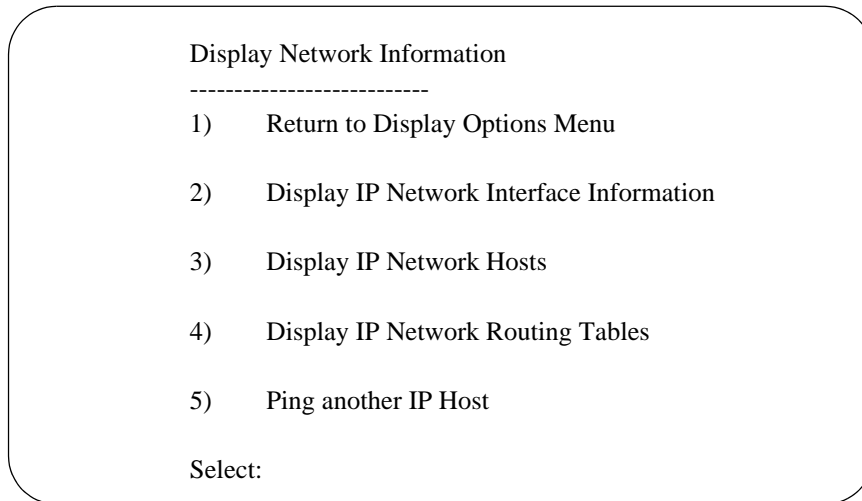 Display Network Information
---------------------------
1) Return to Display Options Menu
2) Display IP Network Interface Information
3) Display IP Network Hosts
4) Display IP Network Routing Tables
5) Ping another IP Host
Select: